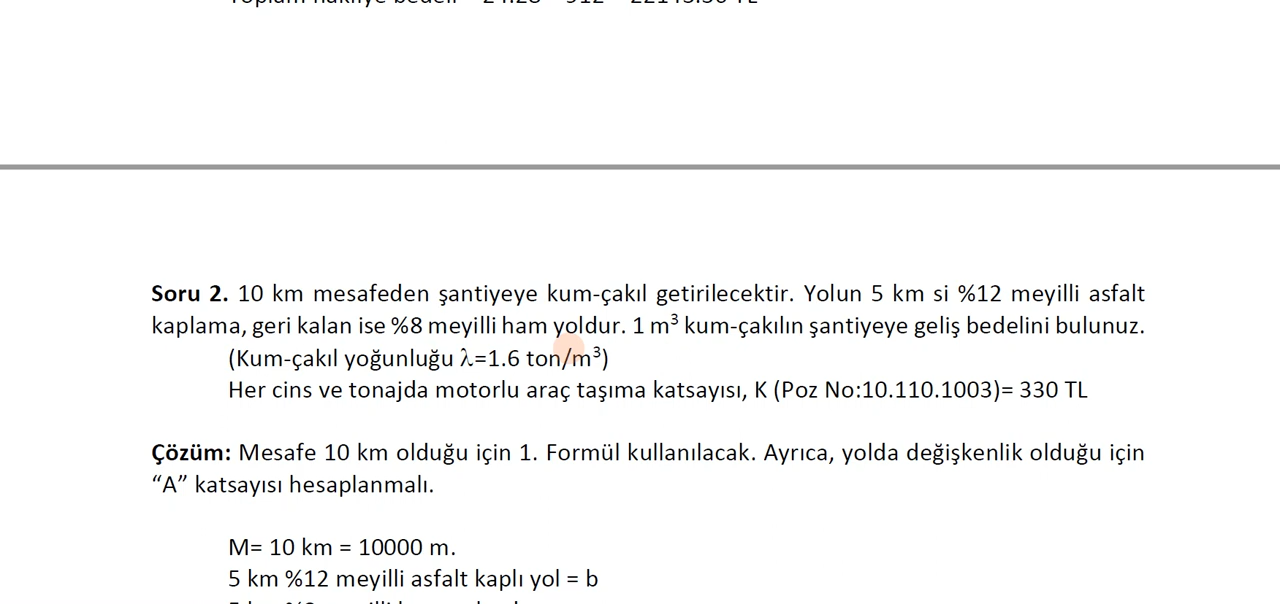 Soru 2. 10 km mesafeden şantiyeye kum-çakıl getirilecektir. Yolun 5 km si %12 meyilli asfalt
kaplama, geri kalan ise %8 meyilli ham yoldur. 1 m³ kum-çakılın şantiyeye geliş bedelini bulunuz.
(Kum-çakıl yoğunluğu λ=1.6 ton/m³)
Her cins ve tonajda motorlu araç taşıma katsayısı, K (Poz No:10.110.1003)= 330 TL
Çözüm: Mesafe 10 km olduğu için 1. Formül kullanılacak. Ayrıca, yolda değişkenlik olduğu için
“A” katsayısı hesaplanmalı.
M= 10 km = 10000 m.
5 km %12 meyilli asfalt kaplı yol = b